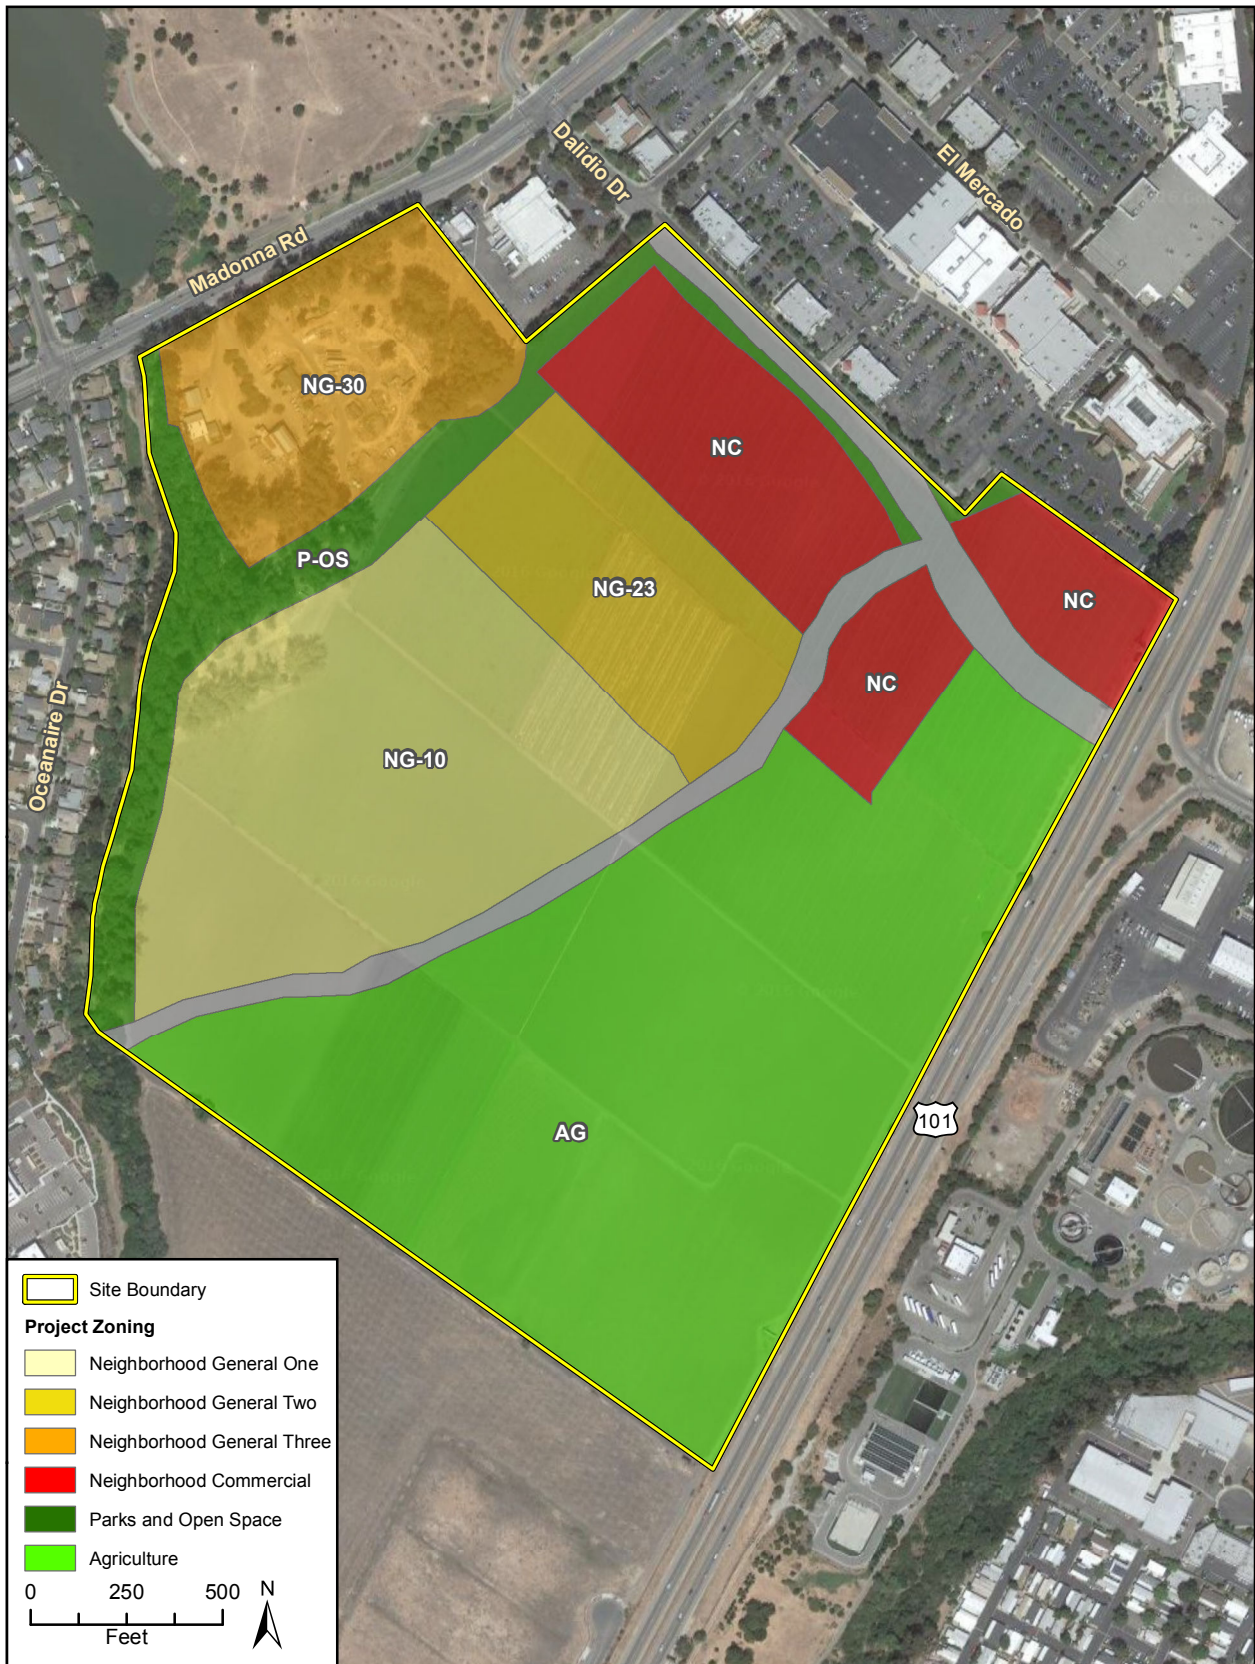 Dalidio Dr
El Mercado
Madonna Rd
NG-30
NC
P-OS
NG-23
NC
NC
Oceanaire Dr
NG-10
AG
101
Site Boundary
Project Zoning
Neighborhood General One
Neighborhood General Two
Neighborhood General Three
Neighborhood Commercial
Parks and Open Space
Agriculture
0 250 500
N
Feet